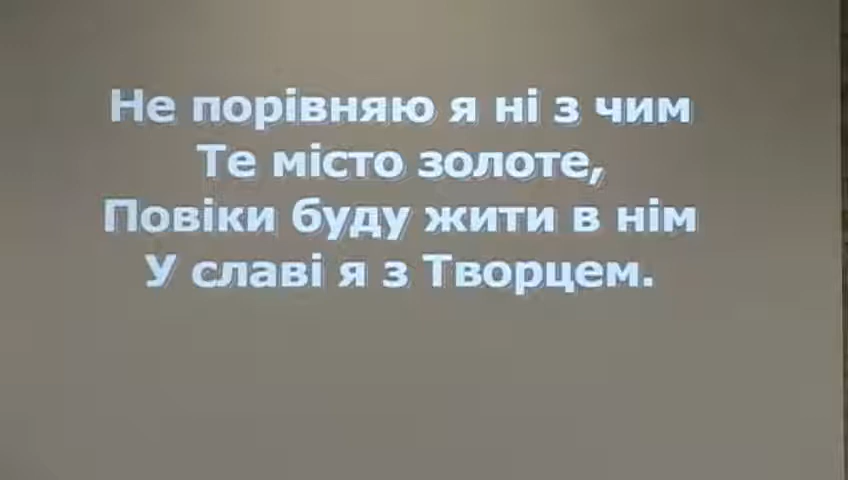 Не порівняю я ні з чим
Те місто золоте,
Повіки буду жити в нім
У славі я з Творцем.